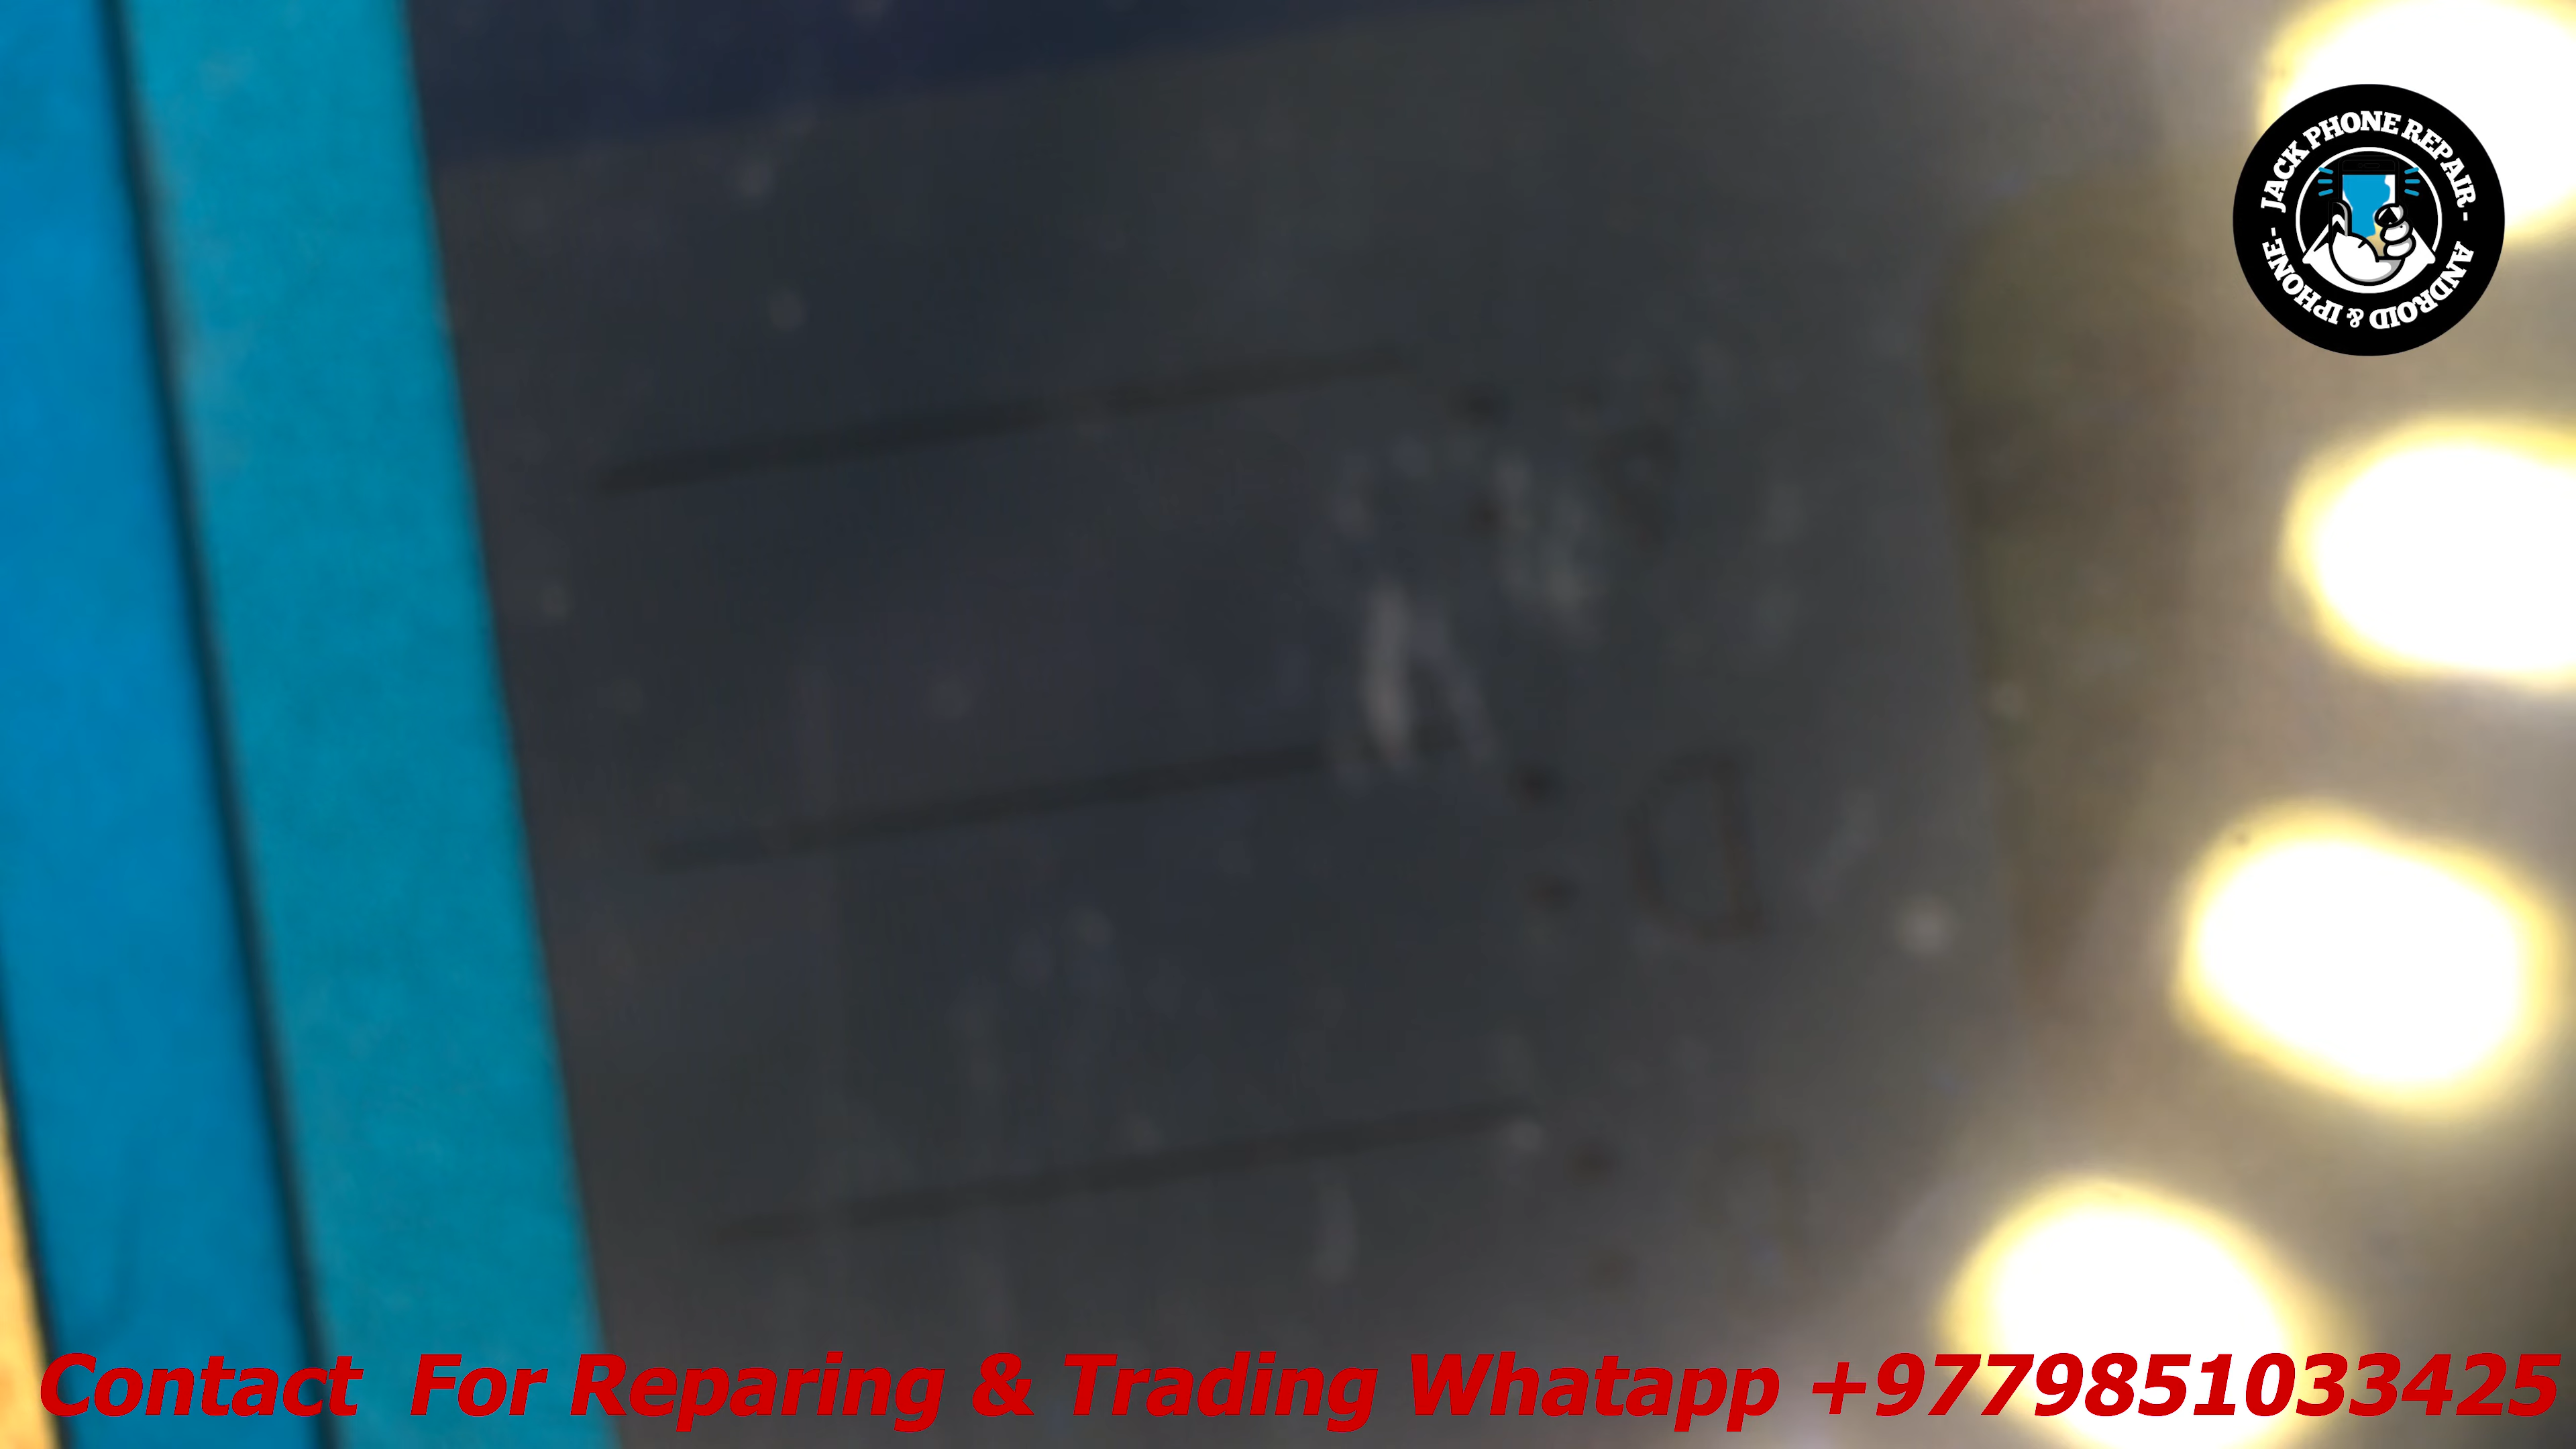 - JACK PHONE REPAIR -
ANDROID & IPHONE
Contact For Reparing & Trading Whatapp +9779851033425